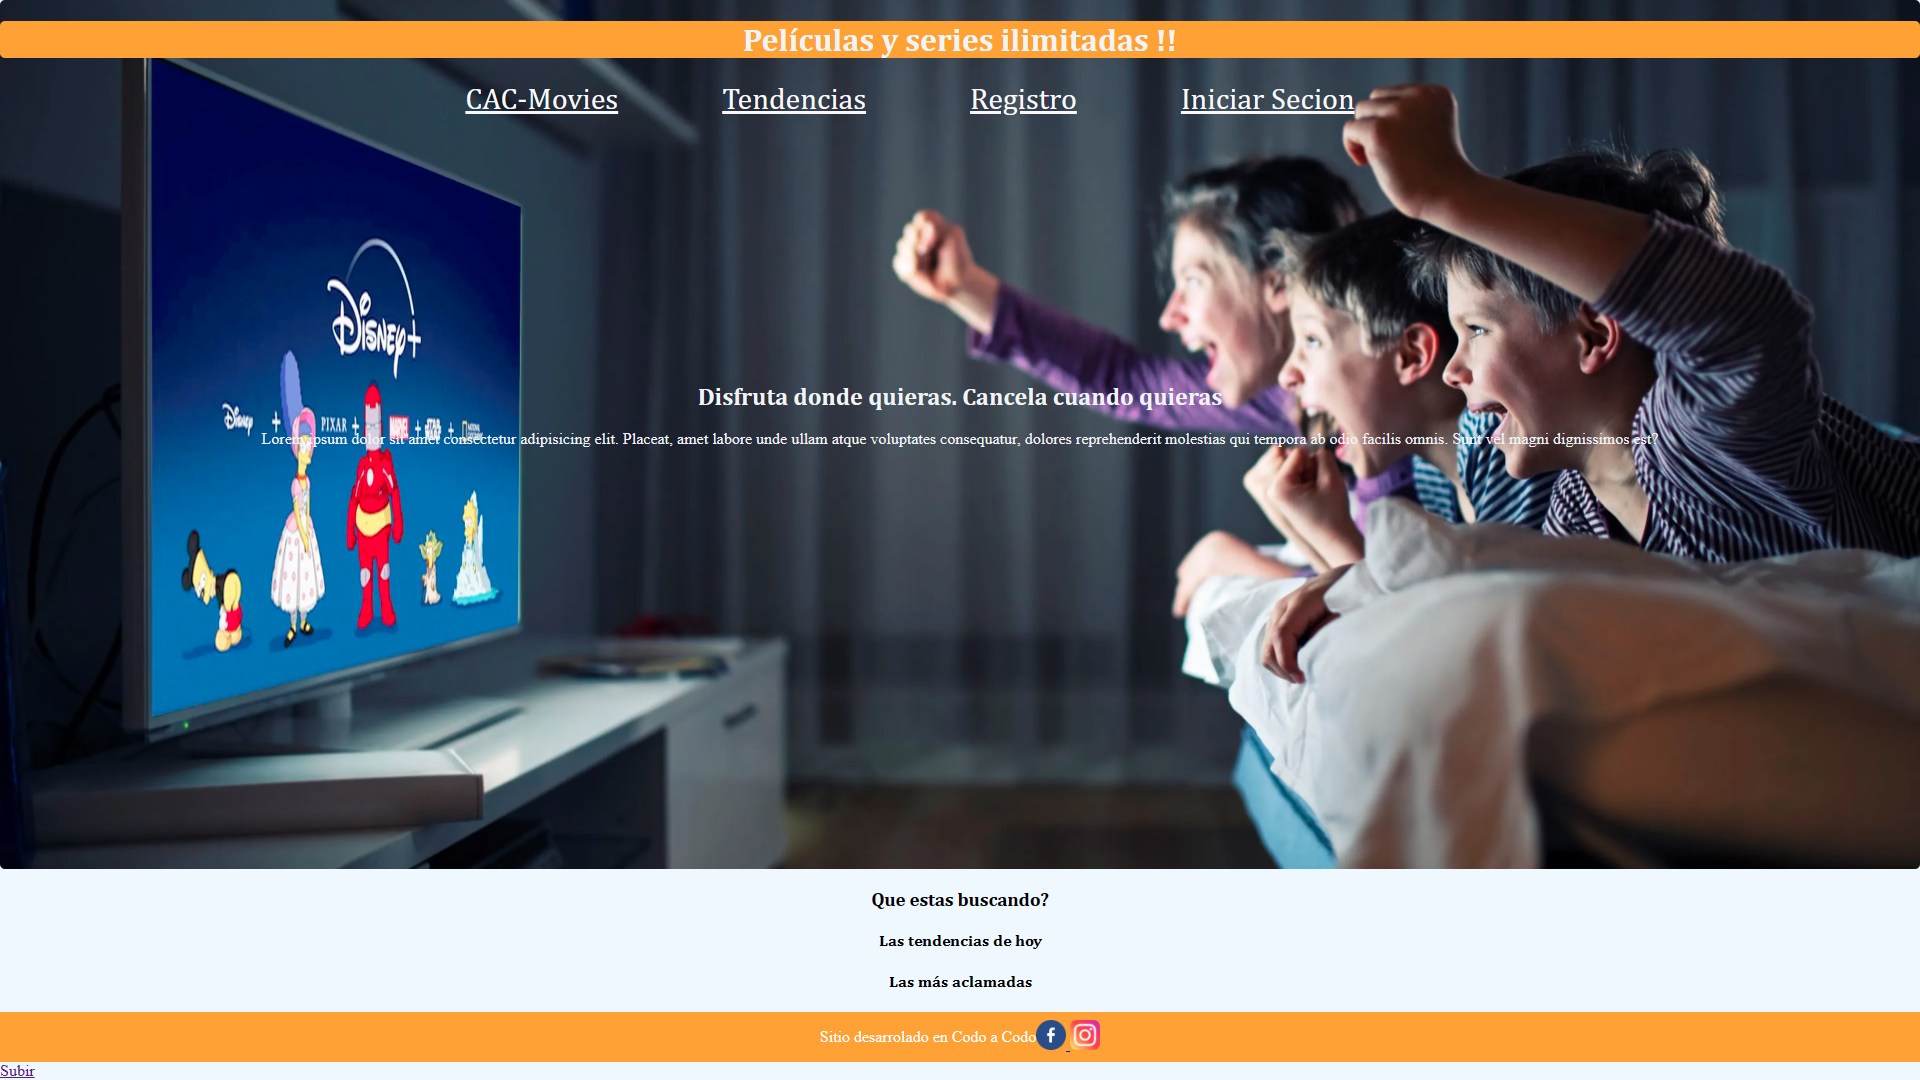 Películas y series ilimitadas !!
CAC-Movies Tendencias Registro Iniciar Secion
Disney+
Disfruta donde quieras. Cancela cuando quieras
Disney + PIXAR + MARVEL + STAR WARS + NATIONAL GEOGRAPHIC
Lorem ipsum dolor sit amet consectetur adipisicing elit. Placeat, amet labore unde ullam atque voluptates consequatur, dolores reprehenderit molestias qui tempora ab odio facilis omnis. Sunt vel magni dignissimos est?
Que estas buscando?
Las tendencias de hoy
Las más aclamadas
Sitio desarrolado en Codo a Codo
Subir